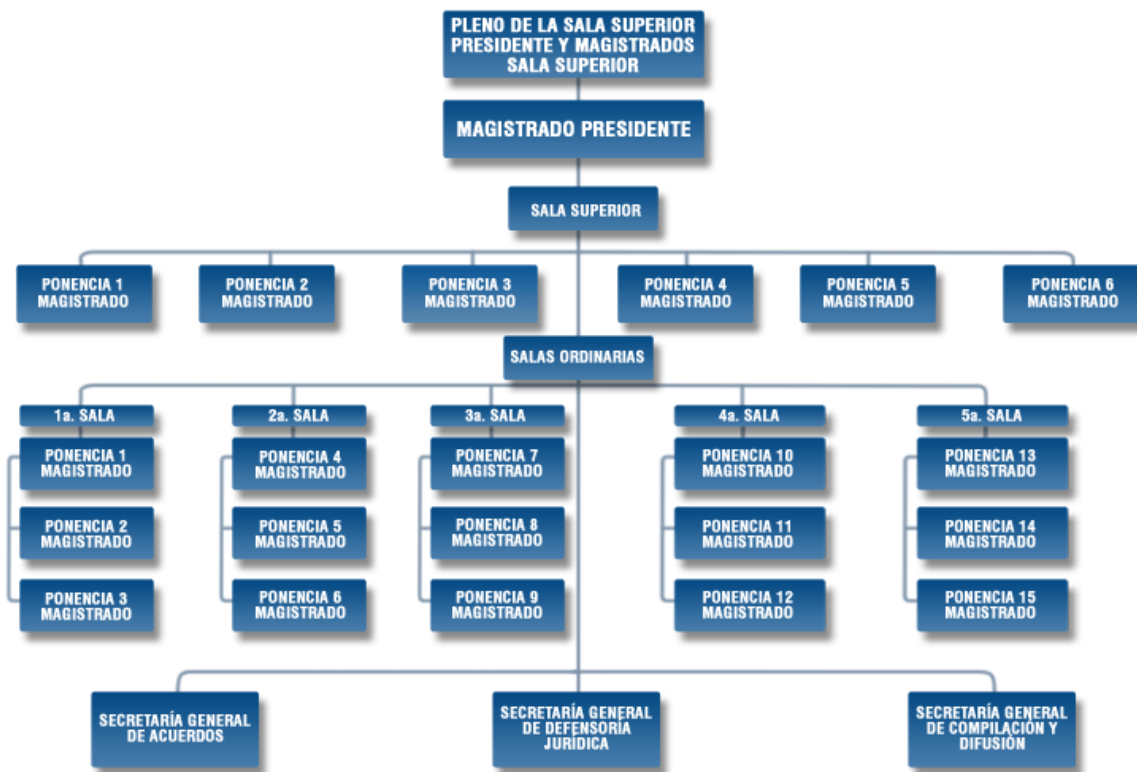 PLENO DE LA SALA SUPERIOR
PRESIDENTE Y MAGISTRADOS
SALA SUPERIOR
MAGISTRADO PRESIDENTE
SALA SUPERIOR
PONENCIA 1
MAGISTRADO
PONENCIA 2
MAGISTRADO
PONENCIA 3
MAGISTRADO
PONENCIA 4
MAGISTRADO
PONENCIA 5
MAGISTRADO
PONENCIA 6
MAGISTRADO
SALAS ORDINARIAS
1a. SALA
PONENCIA 1
MAGISTRADO
PONENCIA 2
MAGISTRADO
PONENCIA 3
MAGISTRADO
2a. SALA
PONENCIA 4
MAGISTRADO
PONENCIA 5
MAGISTRADO
PONENCIA 6
MAGISTRADO
3a. SALA
PONENCIA 7
MAGISTRADO
PONENCIA 8
MAGISTRADO
PONENCIA 9
MAGISTRADO
4a. SALA
PONENCIA 10
MAGISTRADO
PONENCIA 11
MAGISTRADO
PONENCIA 12
MAGISTRADO
5a. SALA
PONENCIA 13
MAGISTRADO
PONENCIA 14
MAGISTRADO
PONENCIA 15
MAGISTRADO
SECRETARÍA GENERAL
DE ACUERDOS
SECRETARÍA GENERAL
DE DEFENSORÍA
JURÍDICA
SECRETARÍA GENERAL
DE COMPILACIÓN Y
DIFUSIÓN